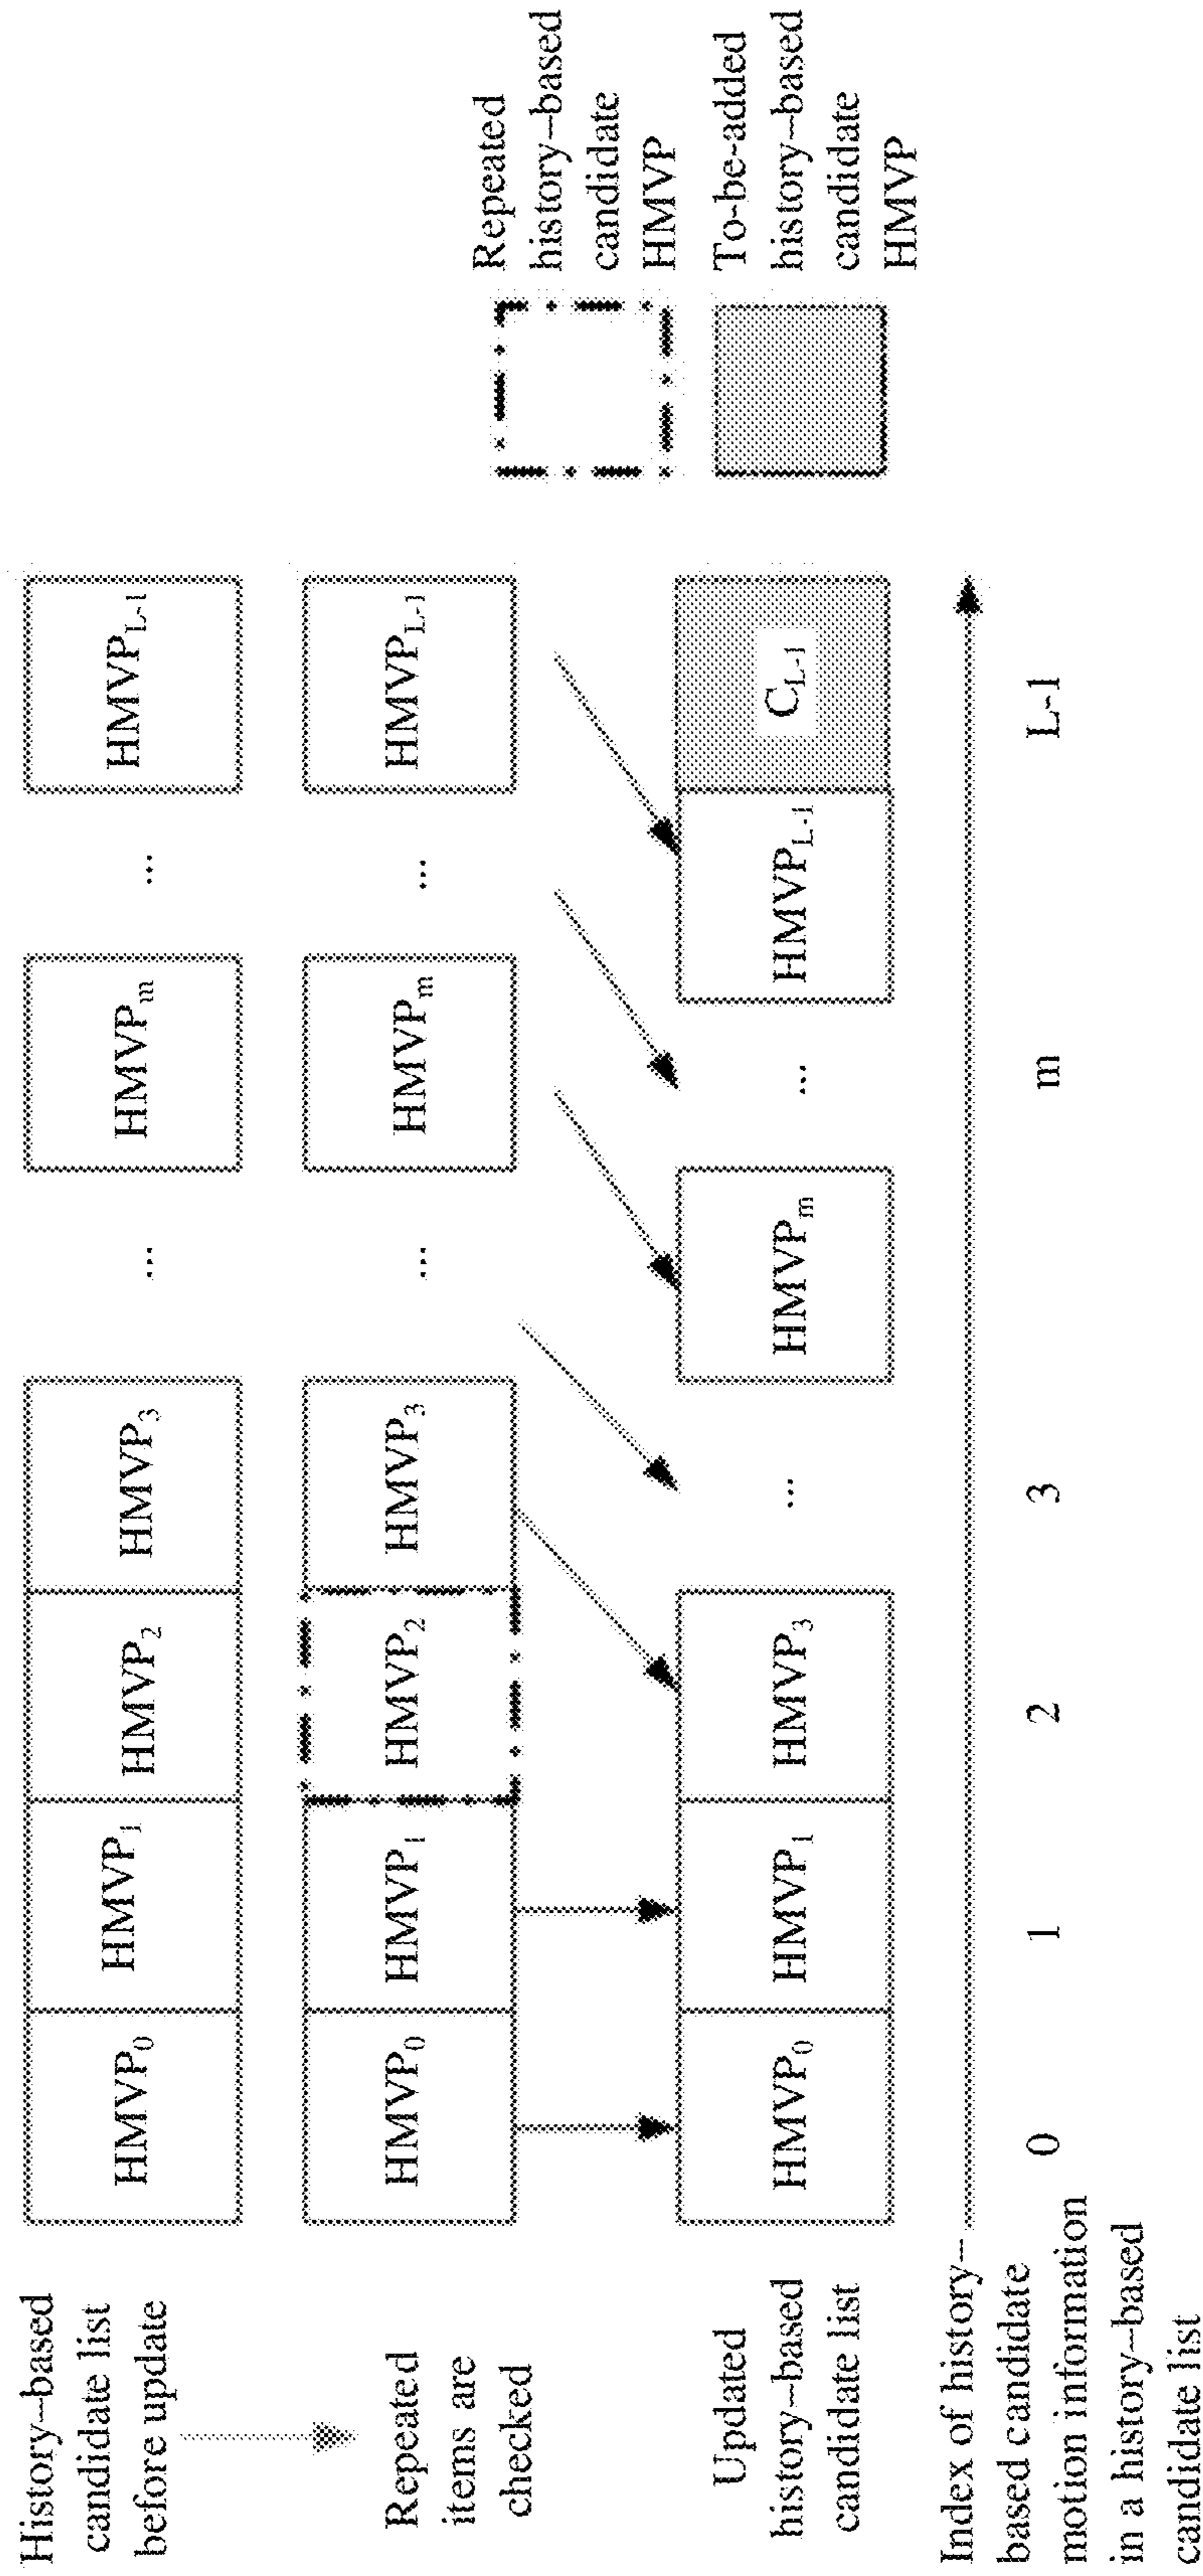 History-based
candidate list
before update
HMVP0 HMVP1 HMVP2 HMVP3 ... HMVPm ... HMVPL-1
Repeated
items are
checked
HMVP0 HMVP1 HMVP2 HMVP3 ... HMVPm ... HMVPL-1
Updated
history-based
candidate list
HMVP0 HMVP1 HMVP3 ... HMVPm ... HMVPL-1 CL-1
Index of history-
based candidate
motion information
in a history-based
candidate list
0 1 2 3 m L-1
Repeated
history-based
candidate
HMVP
To-be-added
history-based
candidate
HMVP